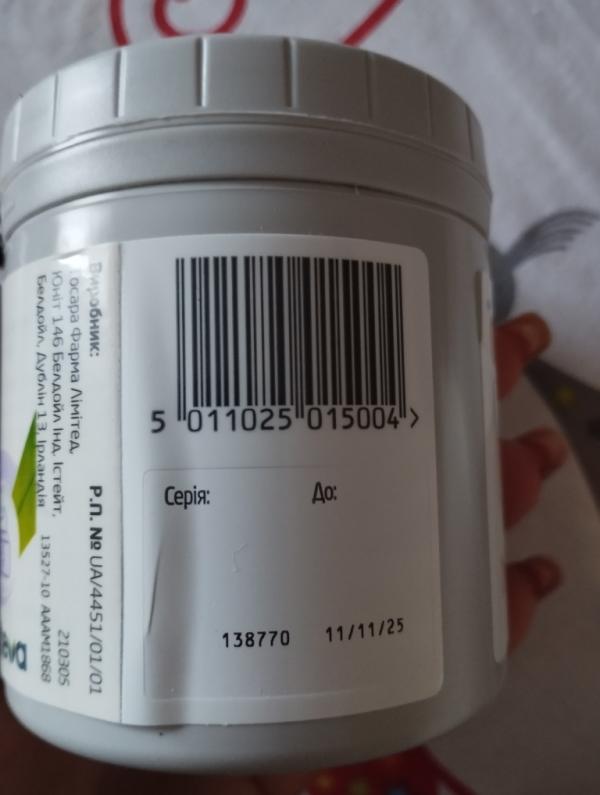 5 011025 015004 >
Серія: До:
138770 11/11/25
Виробник:
осара Фарма Лімітед,
Юніт 146 Белдойл Інд. Істейт,
Белдойл, Дублін 13, Ірландія
Р.П. № UA/4451/01/01
210305
13527-10 AAAM1868